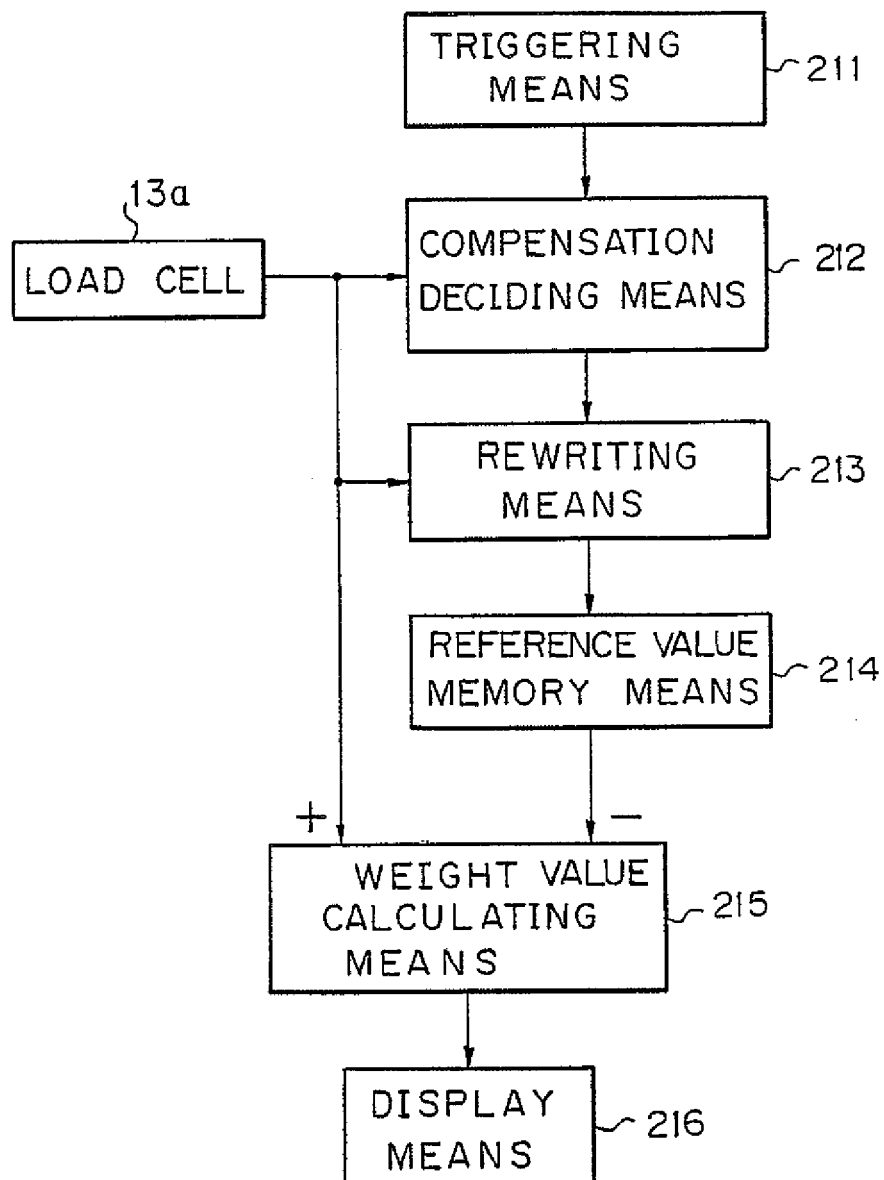 TRIGGERING
MEANS
211
13a
LOAD CELL
COMPENSATION
DECIDING MEANS
212
REWRITING
MEANS
213
REFERENCE VALUE
MEMORY MEANS
214
+
−
WEIGHT VALUE
CALCULATING
MEANS
215
DISPLAY
MEANS
216